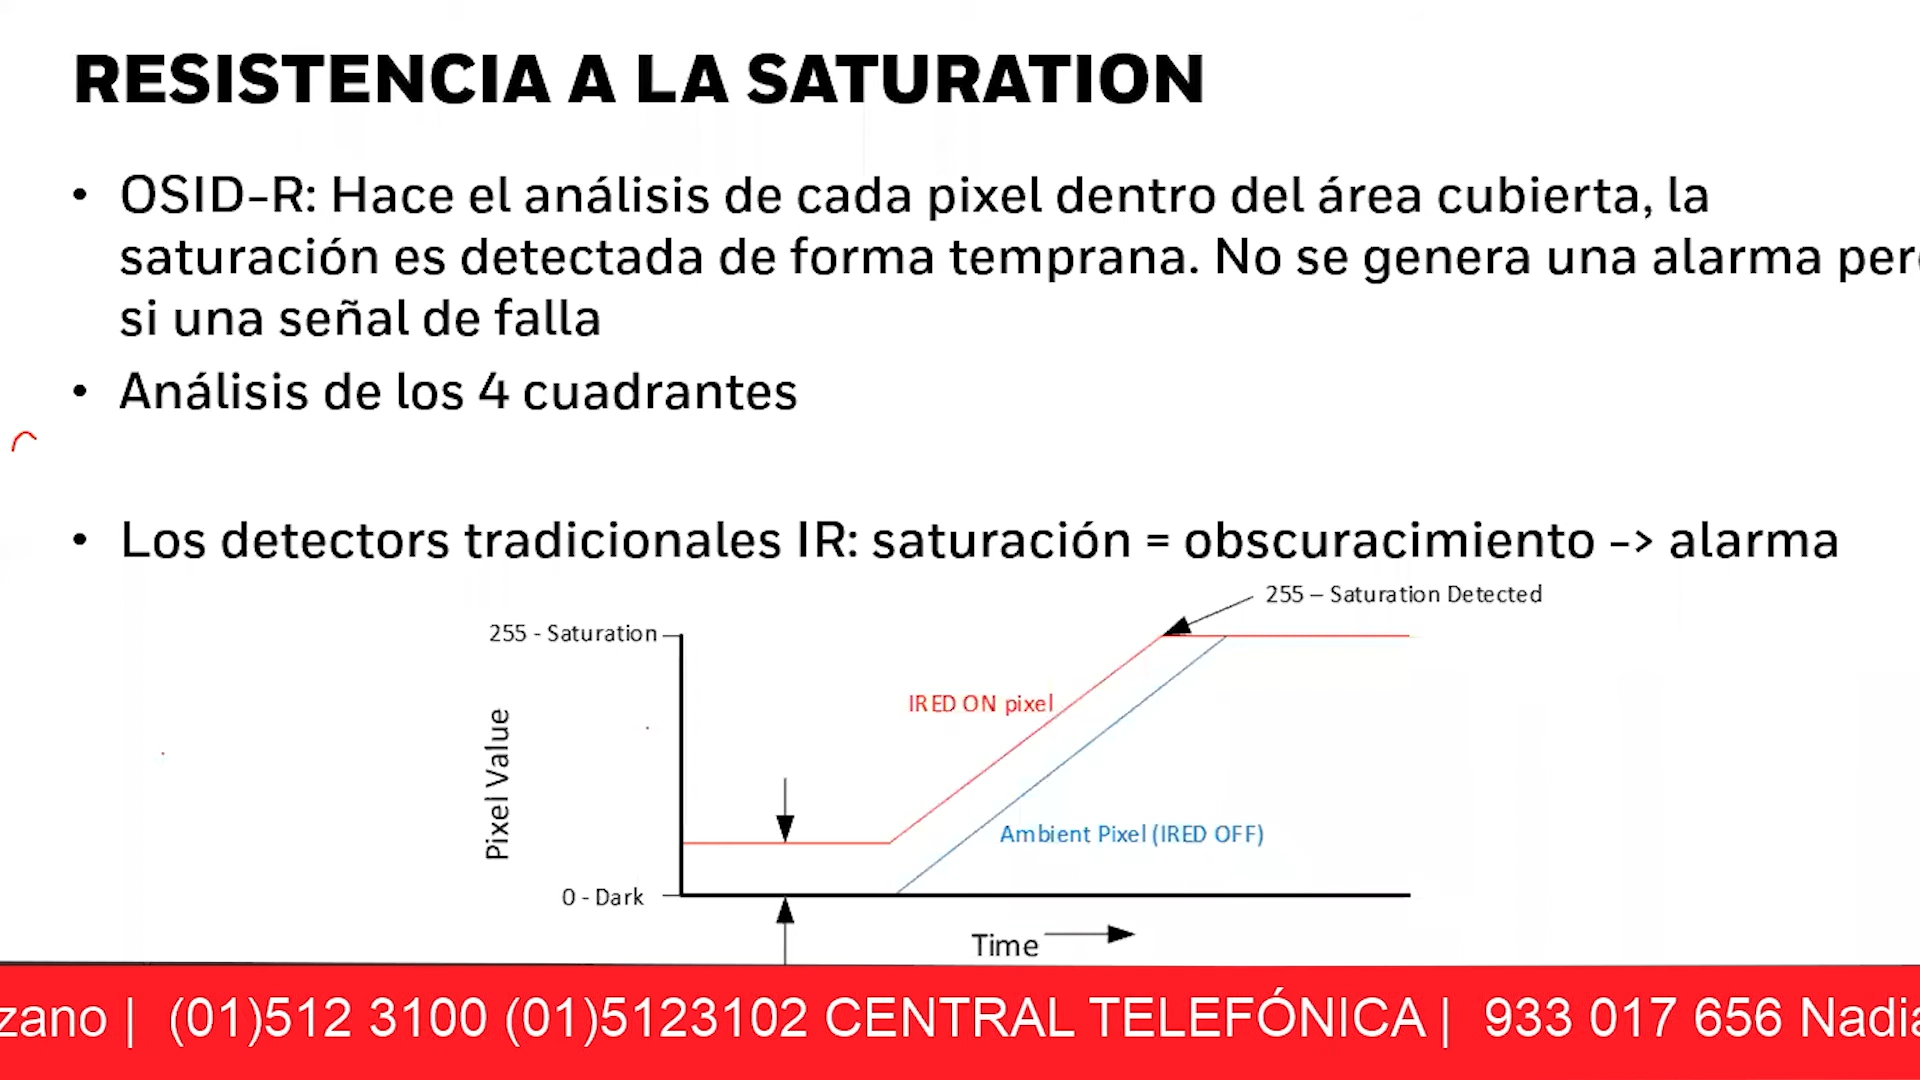 RESISTENCIA A LA SATURATION
• OSID-R: Hace el análisis de cada pixel dentro del área cubierta, la
saturación es detectada de forma temprana. No se genera una alarma
si una señal de falla
• Análisis de los 4 cuadrantes
• Los detectors tradicionales IR: saturación = obscuracimiento -> alarma
255 – Saturation Detected
255 - Saturation
IRED ON pixel
Pixel Value
Ambient Pixel (IRED OFF)
0 - Dark
Time
zano | (01)512 3100 (01)5123102 CENTRAL TELEFÓNICA | 933 017 656 Nadia